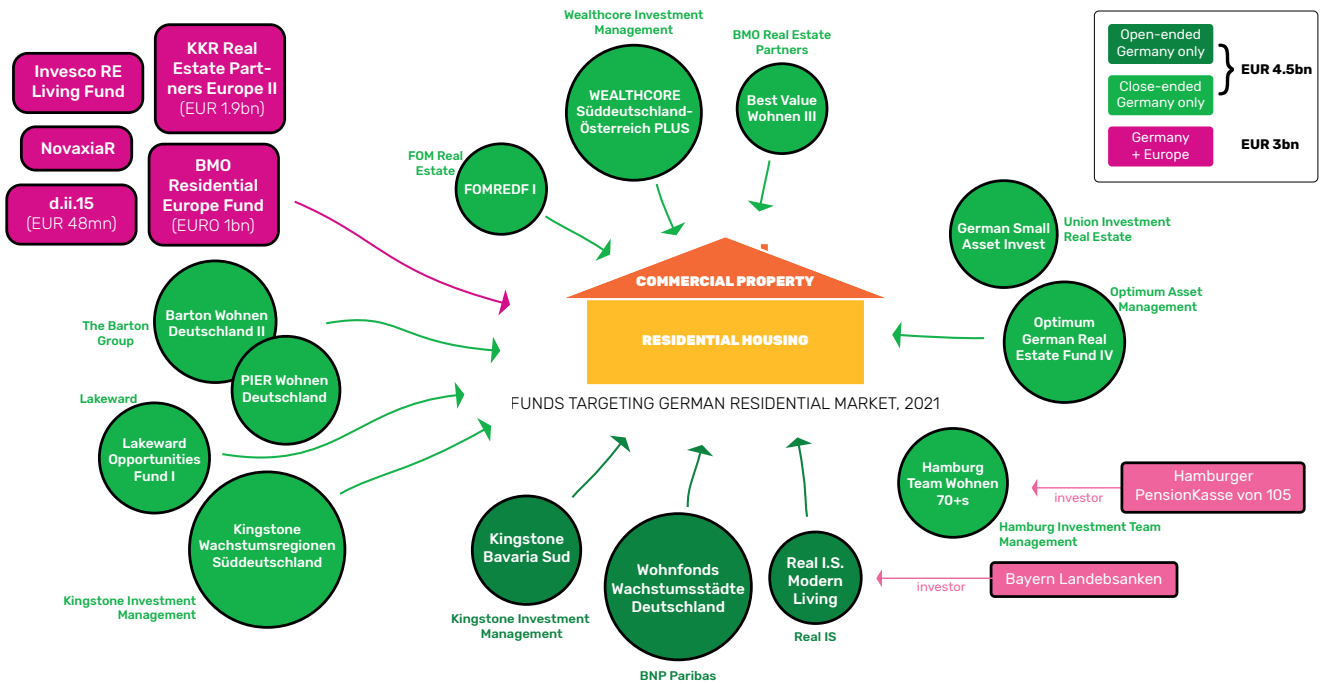 Invesco RE
Living Fund
KKR Real
Estate Part-
ners Europe II
(EUR 1.9bn)
NovaxiaR
d.ii.15
(EUR 48mn)
BMO
Residential
Europe Fund
(EURO 1bn)
Wealthcore Investment
Management
WEALTHCORE
Süddeutschland-
Österreich PLUS
BMO Real Estate
Partners
Best Value
Wohnen III
FOM Real
Estate
FOMREDF I
Open-ended
Germany only
Close-ended
Germany only
EUR 4.5bn
Germany
+ Europe
EUR 3bn
German Small
Asset Invest
Union Investment
Real Estate
Optimum Asset
Management
Optimum
German Real
Estate Fund IV
COMMERCIAL PROPERTY
RESIDENTIAL HOUSING
FUNDS TARGETING GERMAN RESIDENTIAL MARKET, 2021
The Barton
Group
Barton Wohnen
Deutschland II
PIER Wohnen
Deutschland
Lakeward
Lakeward
Opportunities
Fund I
Kingstone
Wachstumsregionen
Süddeutschland
Kingstone Investment
Management
Kingstone
Bavaria Sud
Kingstone Investment
Management
Wohnfonds
Wachstumsstädte
Deutschland
BNP Paribas
Real I.S.
Modern
Living
Real IS
Hamburg
Team Wohnen
70+s
Hamburg Investment Team
Management
investor
Hamburger
PensionKasse von 105
investor
Bayern Landebsanken